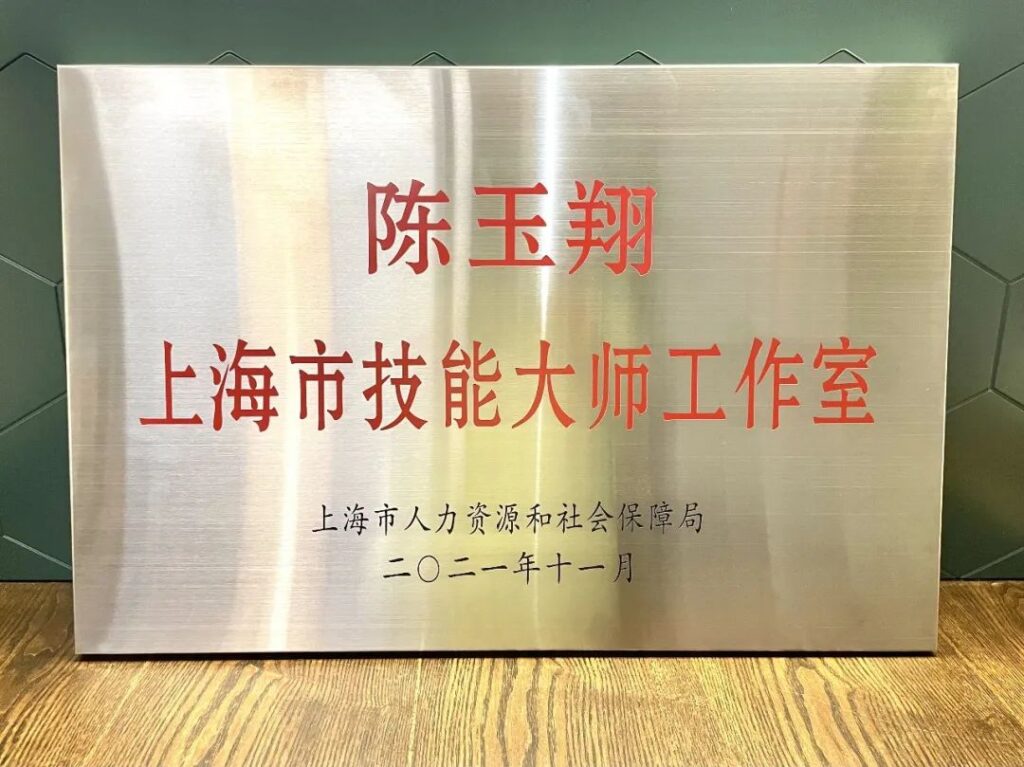 陈玉翔
上海市技能大师工作室
上海市人力资源和社会保障局
二〇二一年十一月